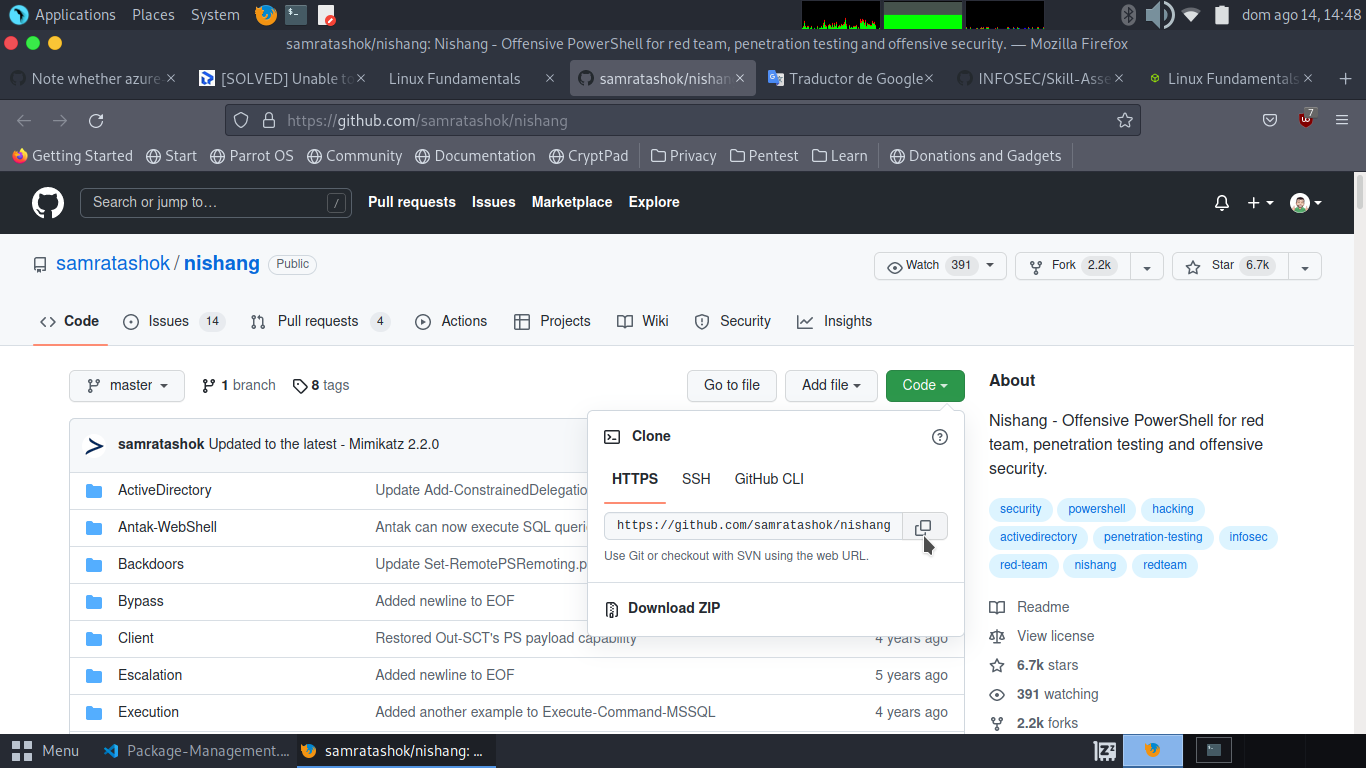 Applications Places System dom ago 14, 14:48
samratashok/nishang: Nishang - Offensive PowerShell for red team, penetration testing and offensive security. — Mozilla Firefox
Note whether azure- [SOLVED] Unable to Linux Fundamentals samratashok/nishan Traductor de Google INFOSEC/Skill-Asse Linux Fundamentals
https://github.com/samratashok/nishang 7
Getting Started Start Parrot OS Community Documentation CryptPad Privacy Pentest Learn Donations and Gadgets
Search or jump to… / Pull requests Issues Marketplace Explore
samratashok / nishang Public Watch 391 Fork 2.2k Star 6.7k
Code Issues 14 Pull requests 4 Actions Projects Wiki Security Insights
master 1 branch 8 tags Go to file Add file Code
samratashok Updated to the latest - Mimikatz 2.2.0
ActiveDirectory Update Add-ConstrainedDelegatio
Antak-WebShell Antak can now execute SQL queri
Backdoors Update Set-RemotePSRemoting.p
Bypass Added newline to EOF
Client Restored Out-SCT's PS payload capability 4 years ago
Escalation Added newline to EOF 5 years ago
Execution Added another example to Execute-Command-MSSQL 4 years ago
Clone
HTTPS SSH GitHub CLI
https://github.com/samratashok/nishang
Use Git or checkout with SVN using the web URL.
Download ZIP
About
Nishang - Offensive PowerShell for red
team, penetration testing and offensive
security.
security powershell hacking
activedirectory penetration-testing infosec
red-team nishang redteam
Readme
View license
6.7k stars
391 watching
2.2k forks
Menu Package-Management.... samratashok/nishang: ...